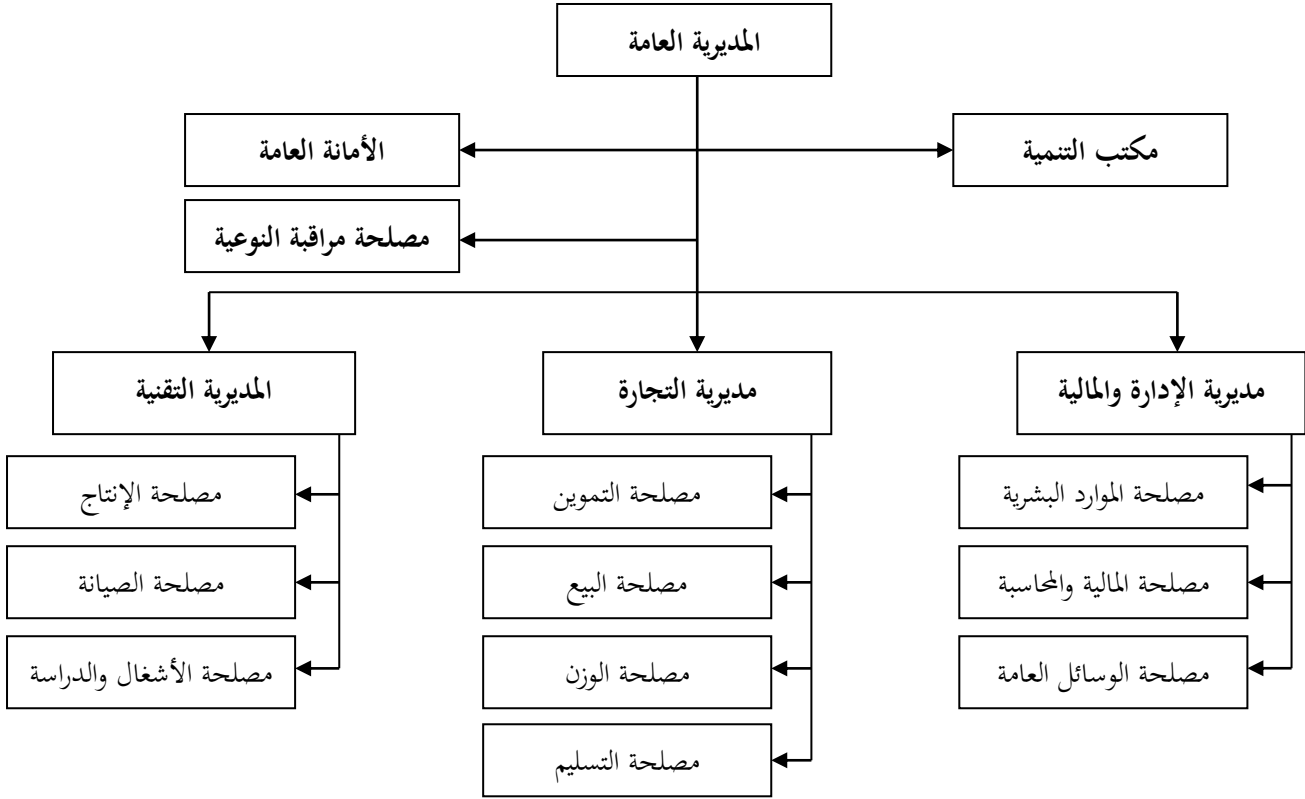 المديرية العامة
مكتب التنمية
الأمانة العامة
مصلحة مراقبة النوعية
مديرية الإدارة والمالية
مديرية التجارة
المديرية التقنية
مصلحة الموارد البشرية
مصلحة التموين
مصلحة الإنتاج
مصلحة المالية والمحاسبة
مصلحة البيع
مصلحة الصيانة
مصلحة الوسائل العامة
مصلحة الوزن
مصلحة الأشغال والدراسة
مصلحة التسليم